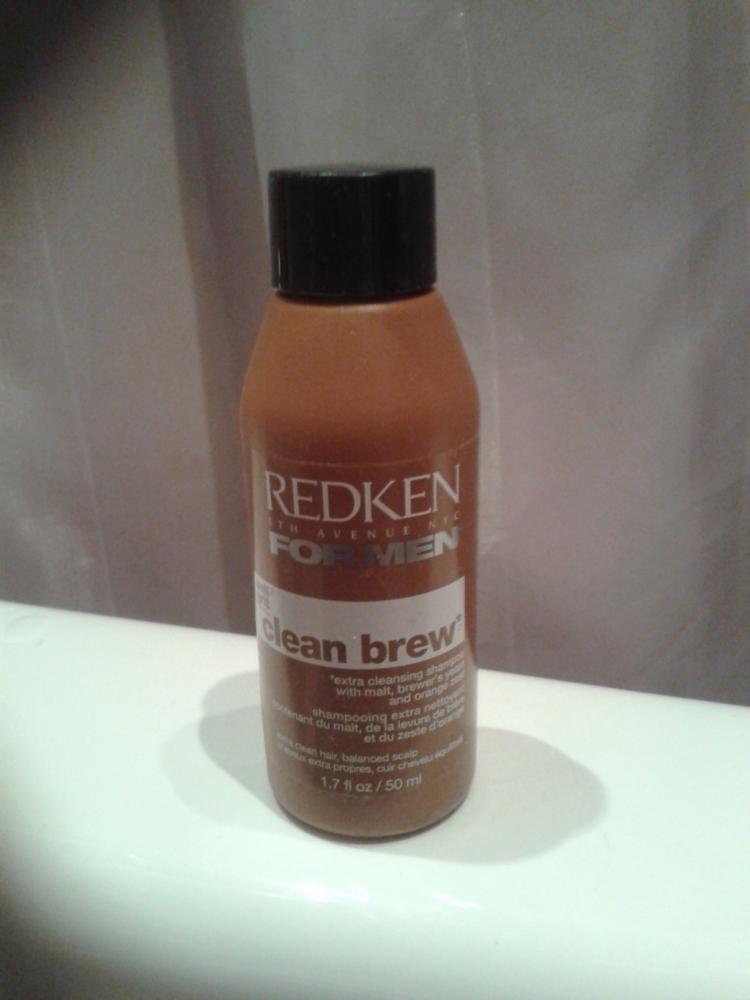 REDKEN
5TH AVENUE NYC
FOR MEN
clean brew*
*extra cleansing shampoo
with malt, brewer's yeast
and orange zest
shampooing extra nettoyant
contenant du malt, de la levure de bière
et du zeste d'orange
extra clean hair, balanced scalp
cheveux extra propres, cuir chevelu équilibré
1.7 fl oz / 50 ml